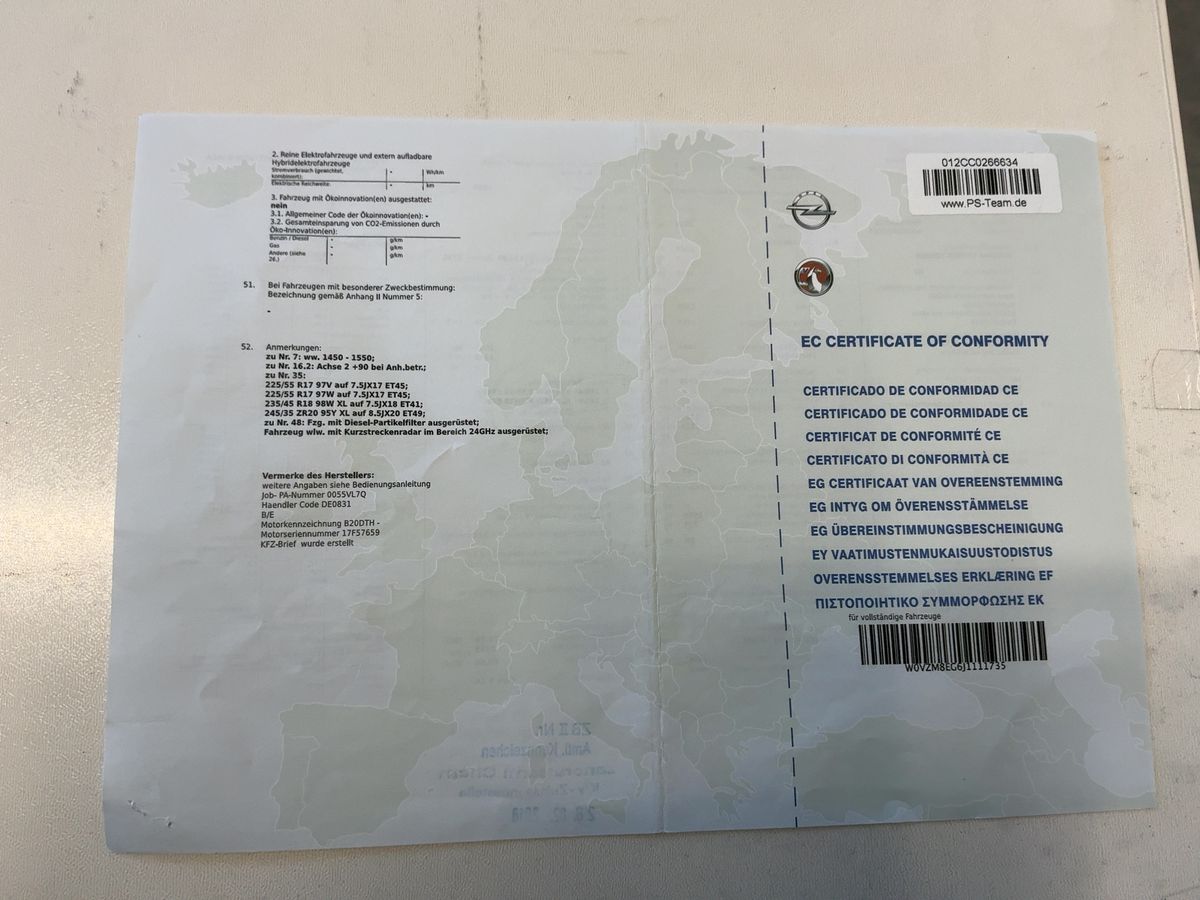 2. Reine Elektrofahrzeuge und extern aufladbare
Hybridelektrofahrzeuge
Stromverbrauch (gewichtet, - Wh/km
kombiniert):
Elektrische Reichweite: - km
3. Fahrzeug mit Ökoinnovation(en) ausgestattet:
nein
3.1. Allgemeiner Code der Ökoinnovation(en): -
3.2. Gesamteinsparung von CO2-Emissionen durch
Öko-Innovation(en):
Benzin / Diesel - g/km
Gas - g/km
Andere (siehe - g/km
26.)
51. Bei Fahrzeugen mit besonderer Zweckbestimmung:
Bezeichnung gemäß Anhang II Nummer 5:
-
52. Anmerkungen:
zu Nr. 7: ww. 1450 - 1550;
zu Nr. 16.2: Achse 2 +90 bei Anh.betr.;
zu Nr. 35:
225/55 R17 97V auf 7.5JX17 ET45;
225/55 R17 97W auf 7.5JX17 ET45;
235/45 R18 98W XL auf 7.5JX18 ET41;
245/35 ZR20 95Y XL auf 8.5JX20 ET49;
zu Nr. 48: Fzg. mit Diesel-Partikelfilter ausgerüstet;
Fahrzeug wlw. mit Kurzstreckenradar im Bereich 24GHz ausgerüstet;
Vermerke des Herstellers:
weitere Angaben siehe Bedienungsanleitung
Job- PA-Nummer 0055VL7Q
Haendler Code DE0831
B/E
Motorkennzeichnung B20DTH -
Motorseriennummer 17F57659
KFZ-Brief wurde erstellt
012CC0266634
www.PS-Team.de
EC CERTIFICATE OF CONFORMITY
CERTIFICADO DE CONFORMIDAD CE
CERTIFICADO DE CONFORMIDADE CE
CERTIFICAT DE CONFORMITÉ CE
CERTIFICATO DI CONFORMITÀ CE
EG CERTIFICAAT VAN OVEREENSTEMMING
EG INTYG OM ÖVERENSSTÄMMELSE
EG ÜBEREINSTIMMUNGSBESCHEINIGUNG
EY VAATIMUSTENMUKAISUUSTODISTUS
OVERENSSTEMMELSES ERKLÆRING EF
ΠΙΣΤΟΠΟΙΗΤΙΚΟ ΣΥΜΜΟΡΦΩΣΗΣ ΕΚ
für vollständige Fahrzeuge
W0VZM8EG6J1111735